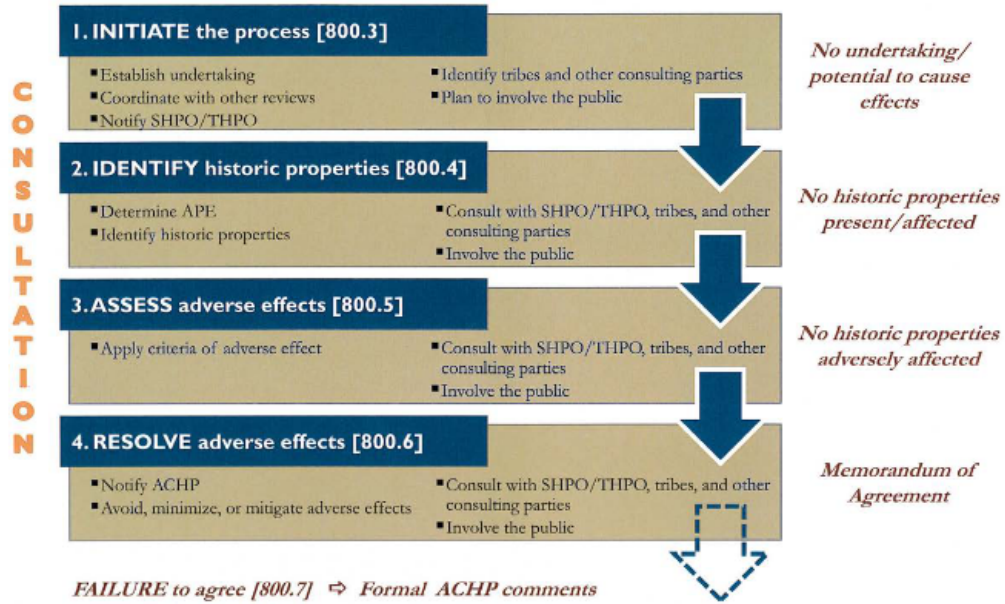 CONSULTATION
1. INITIATE the process [800.3]
▪ Establish undertaking
▪ Coordinate with other reviews
▪ Notify SHPO/THPO
▪ Identify tribes and other consulting parties
▪ Plan to involve the public
No undertaking/
potential to cause
effects
2. IDENTIFY historic properties [800.4]
▪ Determine APE
▪ Identify historic properties
▪ Consult with SHPO/THPO, tribes, and other
consulting parties
▪ Involve the public
No historic properties
present/affected
3. ASSESS adverse effects [800.5]
▪ Apply criteria of adverse effect
▪ Consult with SHPO/THPO, tribes, and other
consulting parties
▪ Involve the public
No historic properties
adversely affected
4. RESOLVE adverse effects [800.6]
▪ Notify ACHP
▪ Avoid, minimize, or mitigate adverse effects
▪ Consult with SHPO/THPO, tribes, and other
consulting parties
▪ Involve the public
Memorandum of
Agreement
FAILURE to agree [800.7] ⇨ Formal ACHP comments